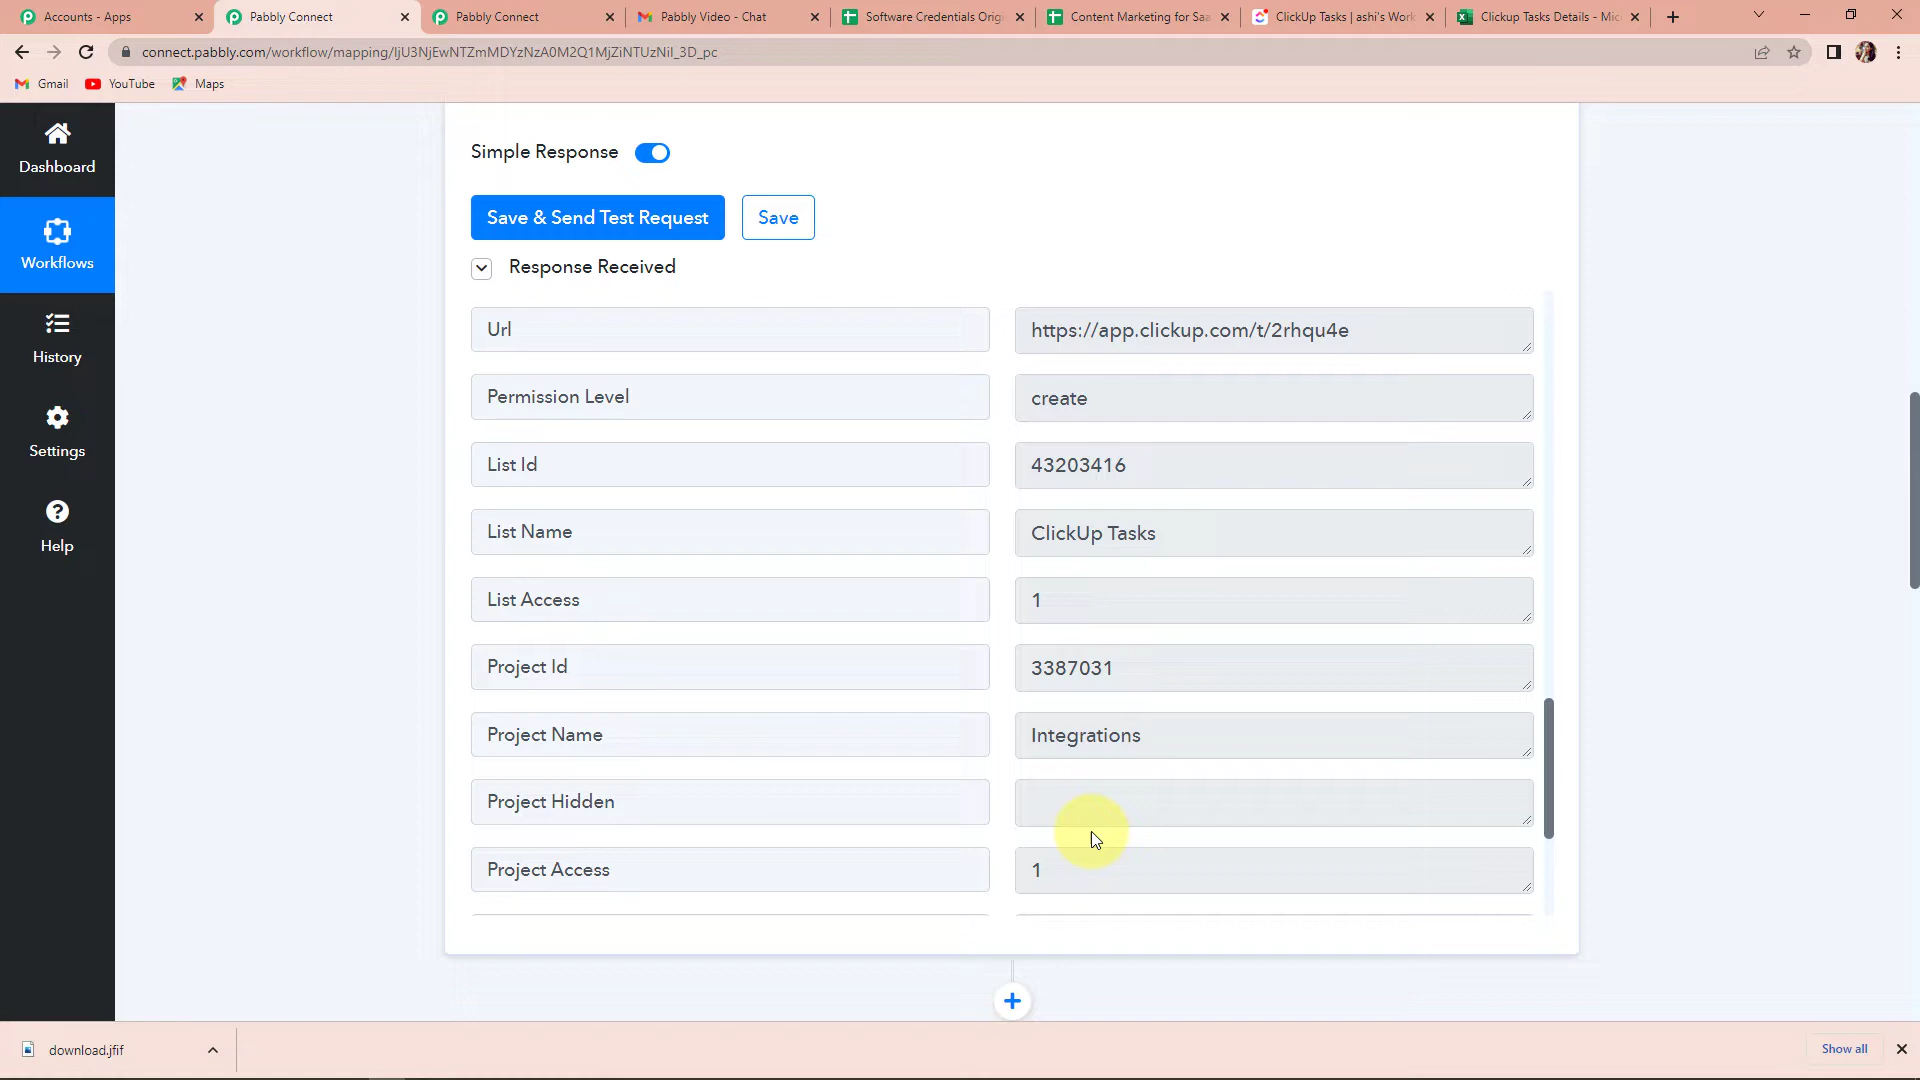 Accounts - Apps
Pabbly Connect
Pabbly Connect
Pabbly Video - Chat
Software Credentials Origi
Content Marketing for Saa
ClickUp Tasks | ashi's Work
Clickup Tasks Details - Mic
connect.pabbly.com/workflow/mapping/IjU3NjEwNTZmMDYzNzA0M2Q1MjZiNTUzNiI_3D_pc
Gmail
YouTube
Maps
Dashboard
Workflows
History
Settings
Help
Simple Response
Save & Send Test Request
Save
Response Received
Url
https://app.clickup.com/t/2rhqu4e
Permission Level
create
List Id
43203416
List Name
ClickUp Tasks
List Access
1
Project Id
3387031
Project Name
Integrations
Project Hidden
Project Access
1
download.jfif
Show all